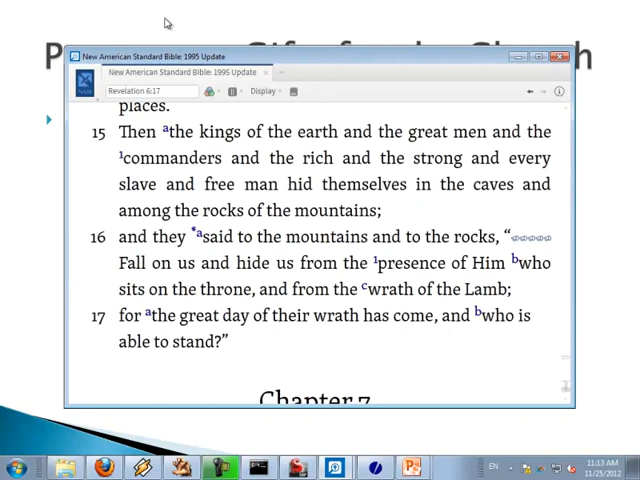 for the Church
New American Standard Bible: 1995 Update
New American Standard Bible: 1995 Update
Revelation 6:17
Display
places.
15 Then athe kings of the earth and the great men and the
1commanders and the rich and the strong and every
slave and free man hid themselves in the caves and
among the rocks of the mountains;
16 and they *asaid to the mountains and to the rocks, “
Fall on us and hide us from the 1presence of Him bwho
sits on the throne, and from the cwrath of the Lamb;
17 for athe great day of their wrath has come, and bwho is
able to stand?”
Chapter 7
EN
11:13 AM
11/25/2012